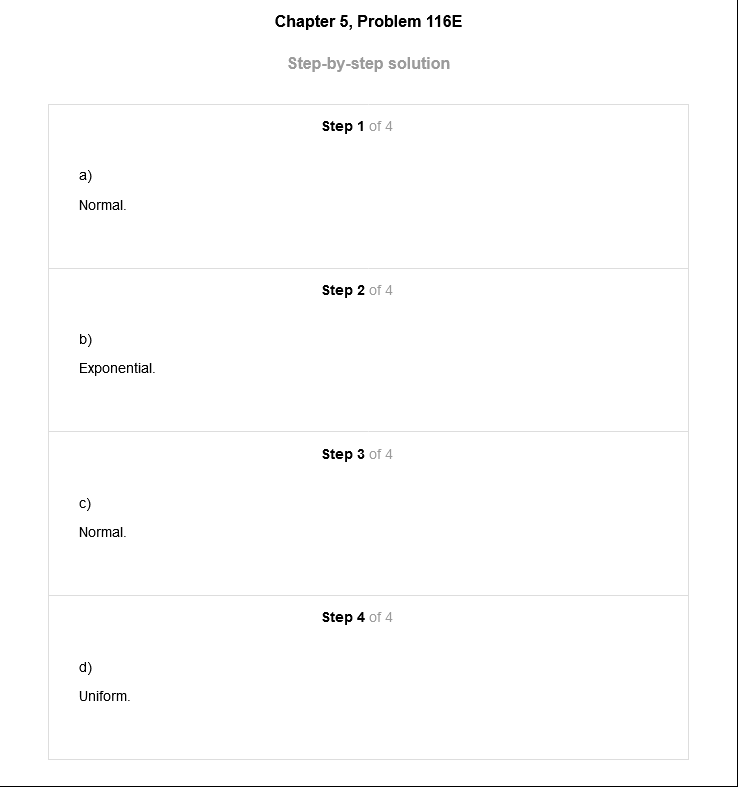 Chapter 5, Problem 116E
Step-by-step solution
Step 1 of 4
a)
Normal.
Step 2 of 4
b)
Exponential.
Step 3 of 4
c)
Normal.
Step 4 of 4
d)
Uniform.